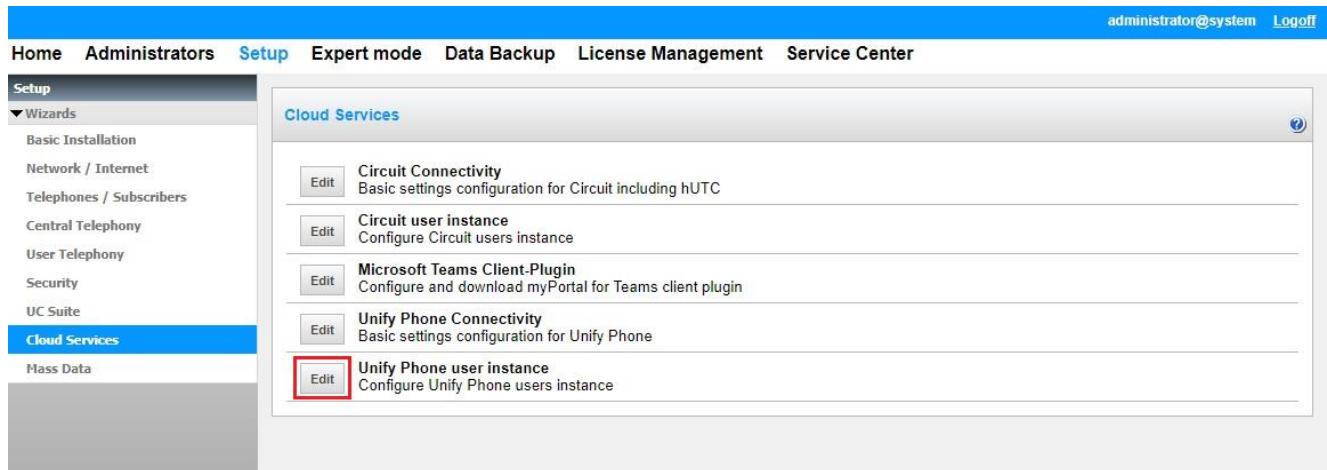 administrator@system Logoff
Home Administrators Setup Expert mode Data Backup License Management Service Center
Setup
Wizards
Basic Installation
Network / Internet
Telephones / Subscribers
Central Telephony
User Telephony
Security
UC Suite
Cloud Services
Mass Data
Cloud Services
?
Edit
Circuit Connectivity
Basic settings configuration for Circuit including hUTC
Edit
Circuit user instance
Configure Circuit users instance
Edit
Microsoft Teams Client-Plugin
Configure and download myPortal for Teams client plugin
Edit
Unify Phone Connectivity
Basic settings configuration for Unify Phone
Edit
Unify Phone user instance
Configure Unify Phone users instance